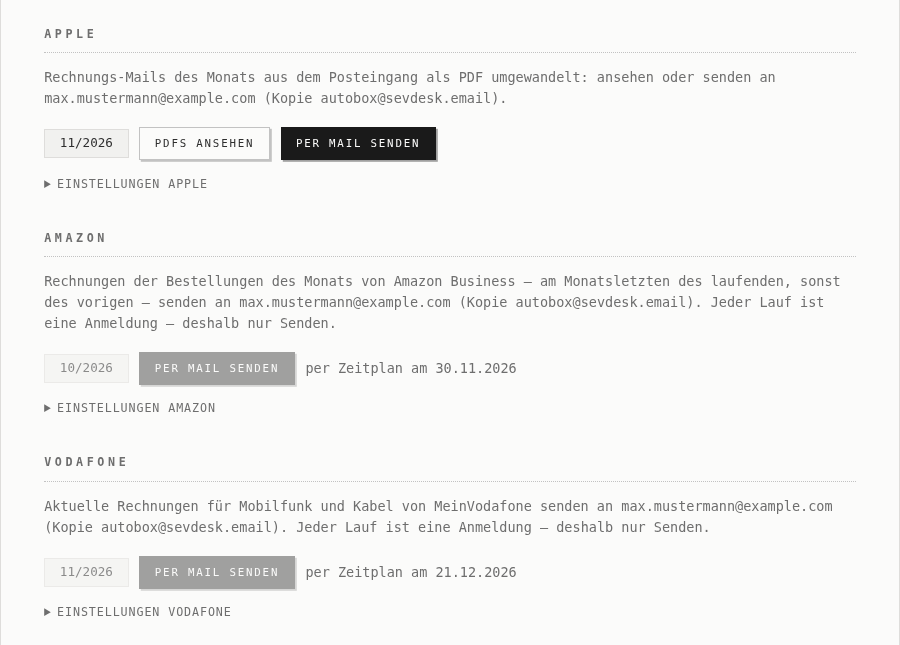 APPLE
Rechnungs-Mails des Monats aus dem Posteingang als PDF umgewandelt: ansehen oder senden an
max.mustermann@example.com (Kopie autobox@sevdesk.email).
11/2026 PDFS ANSEHEN PER MAIL SENDEN
▶ EINSTELLUNGEN APPLE
AMAZON
Rechnungen der Bestellungen des Monats von Amazon Business – am Monatsletzten des laufenden, sonst
des vorigen – senden an max.mustermann@example.com (Kopie autobox@sevdesk.email). Jeder Lauf ist
eine Anmeldung – deshalb nur Senden.
10/2026 PER MAIL SENDEN per Zeitplan am 30.11.2026
▶ EINSTELLUNGEN AMAZON
VODAFONE
Aktuelle Rechnungen für Mobilfunk und Kabel von MeinVodafone senden an max.mustermann@example.com
(Kopie autobox@sevdesk.email). Jeder Lauf ist eine Anmeldung – deshalb nur Senden.
11/2026 PER MAIL SENDEN per Zeitplan am 21.12.2026
▶ EINSTELLUNGEN VODAFONE